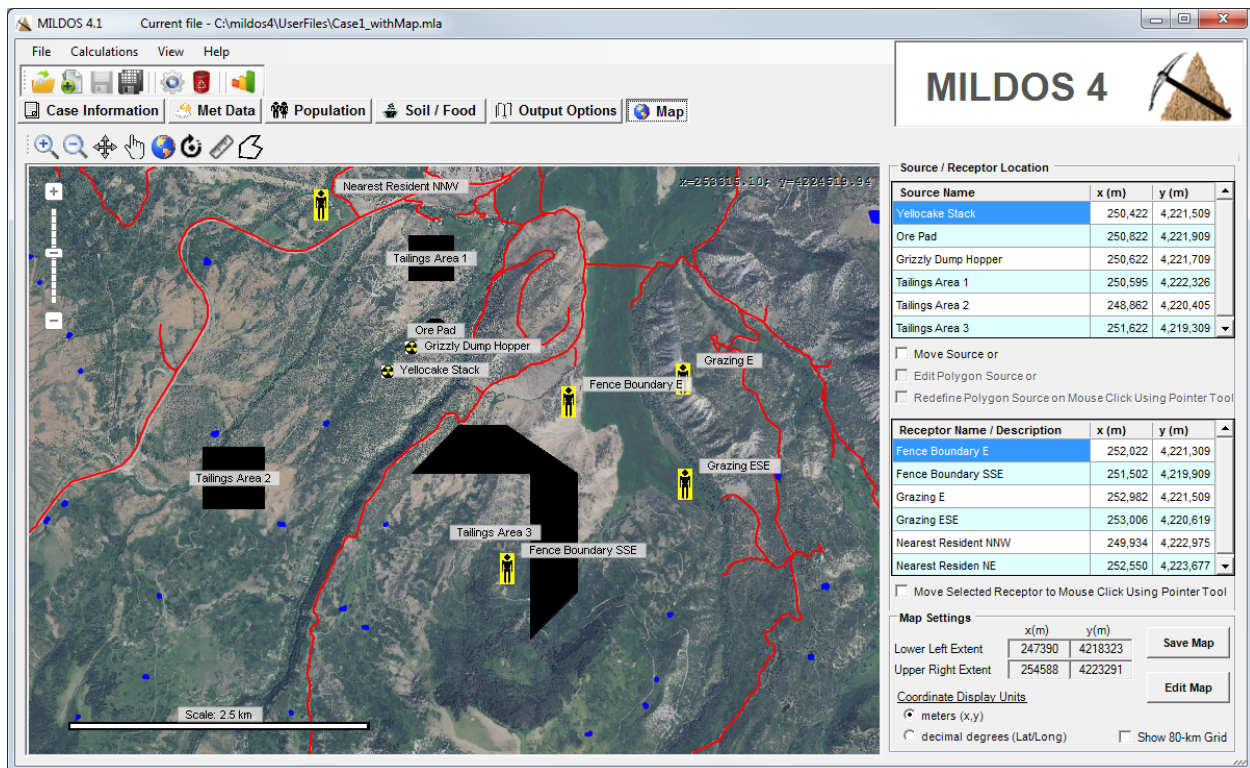 MILDOS 4.1 Current file - C:\mildos4\UserFiles\Case1_withMap.mla
File Calculations View Help
MILDOS 4
Case Information Met Data Population Soil / Food Output Options Map
x=253315.10; y=4224519.94
Nearest Resident NNW
Tailings Area 1
Ore Pad
Grizzly Dump Hopper
Yellocake Stack
Grazing E
Fence Boundary E
Grazing ESE
Tailings Area 2
Tailings Area 3
Fence Boundary SSE
Scale: 2.5 km
Source / Receptor Location
Source Name x (m) y (m)
Yellocake Stack 250,422 4,221,509
Ore Pad 250,822 4,221,909
Grizzly Dump Hopper 250,622 4,221,709
Tailings Area 1 250,595 4,222,326
Tailings Area 2 248,862 4,220,405
Tailings Area 3 251,622 4,219,309
Move Source or
Edit Polygon Source or
Redefine Polygon Source on Mouse Click Using Pointer Tool
Receptor Name / Description x (m) y (m)
Fence Boundary E 252,022 4,221,309
Fence Boundary SSE 251,502 4,219,909
Grazing E 252,982 4,221,509
Grazing ESE 253,006 4,220,619
Nearest Resident NNW 249,934 4,222,975
Nearest Residen NE 252,550 4,223,677
Move Selected Receptor to Mouse Click Using Pointer Tool
Map Settings
x(m) y(m)
Lower Left Extent 247390 4218323
Upper Right Extent 254588 4223291
Save Map
Edit Map
Coordinate Display Units
meters (x,y)
decimal degrees (Lat/Long)
Show 80-km Grid